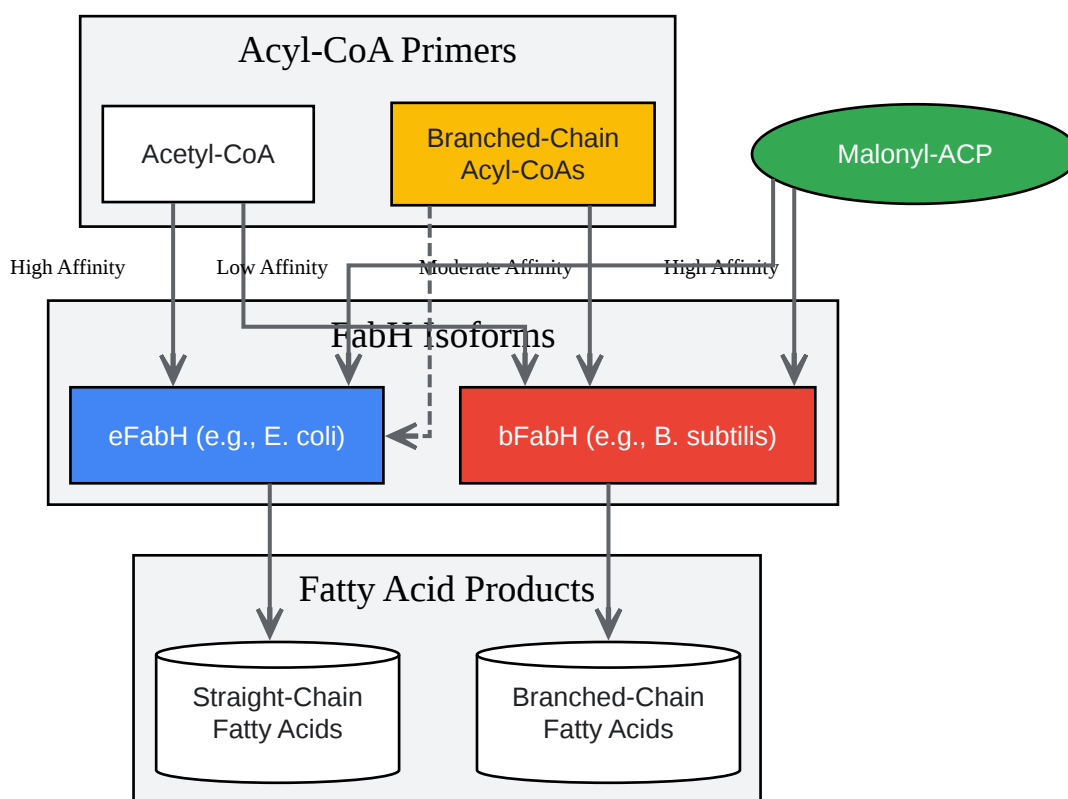 Acyl-CoA Primers
Acetyl-CoA
Branched-Chain
Acyl-CoAs
Malonyl-ACP
High Affinity
Low Affinity
Moderate Affinity
High Affinity
FabH Isoforms
eFabH (e.g., E. coli)
bFabH (e.g., B. subtilis)
Fatty Acid Products
Straight-Chain
Fatty Acids
Branched-Chain
Fatty Acids